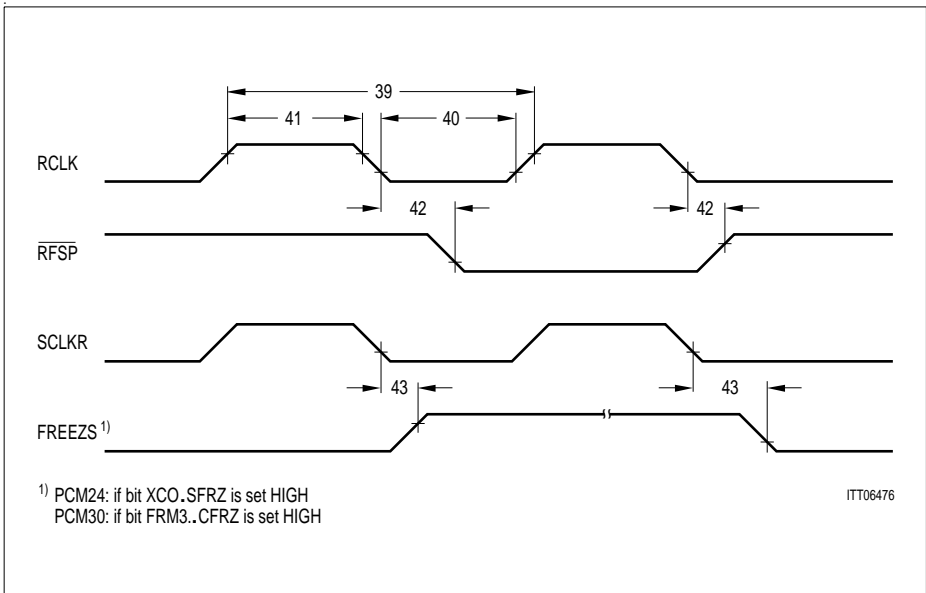 39
41 40
RCLK
42 42
RFSP
SCLKR
43 43
FREEZS 1)
1) PCM24: if bit XCO.SFRZ is set HIGH
PCM30: if bit FRM3..CFRZ is set HIGH
ITT06476